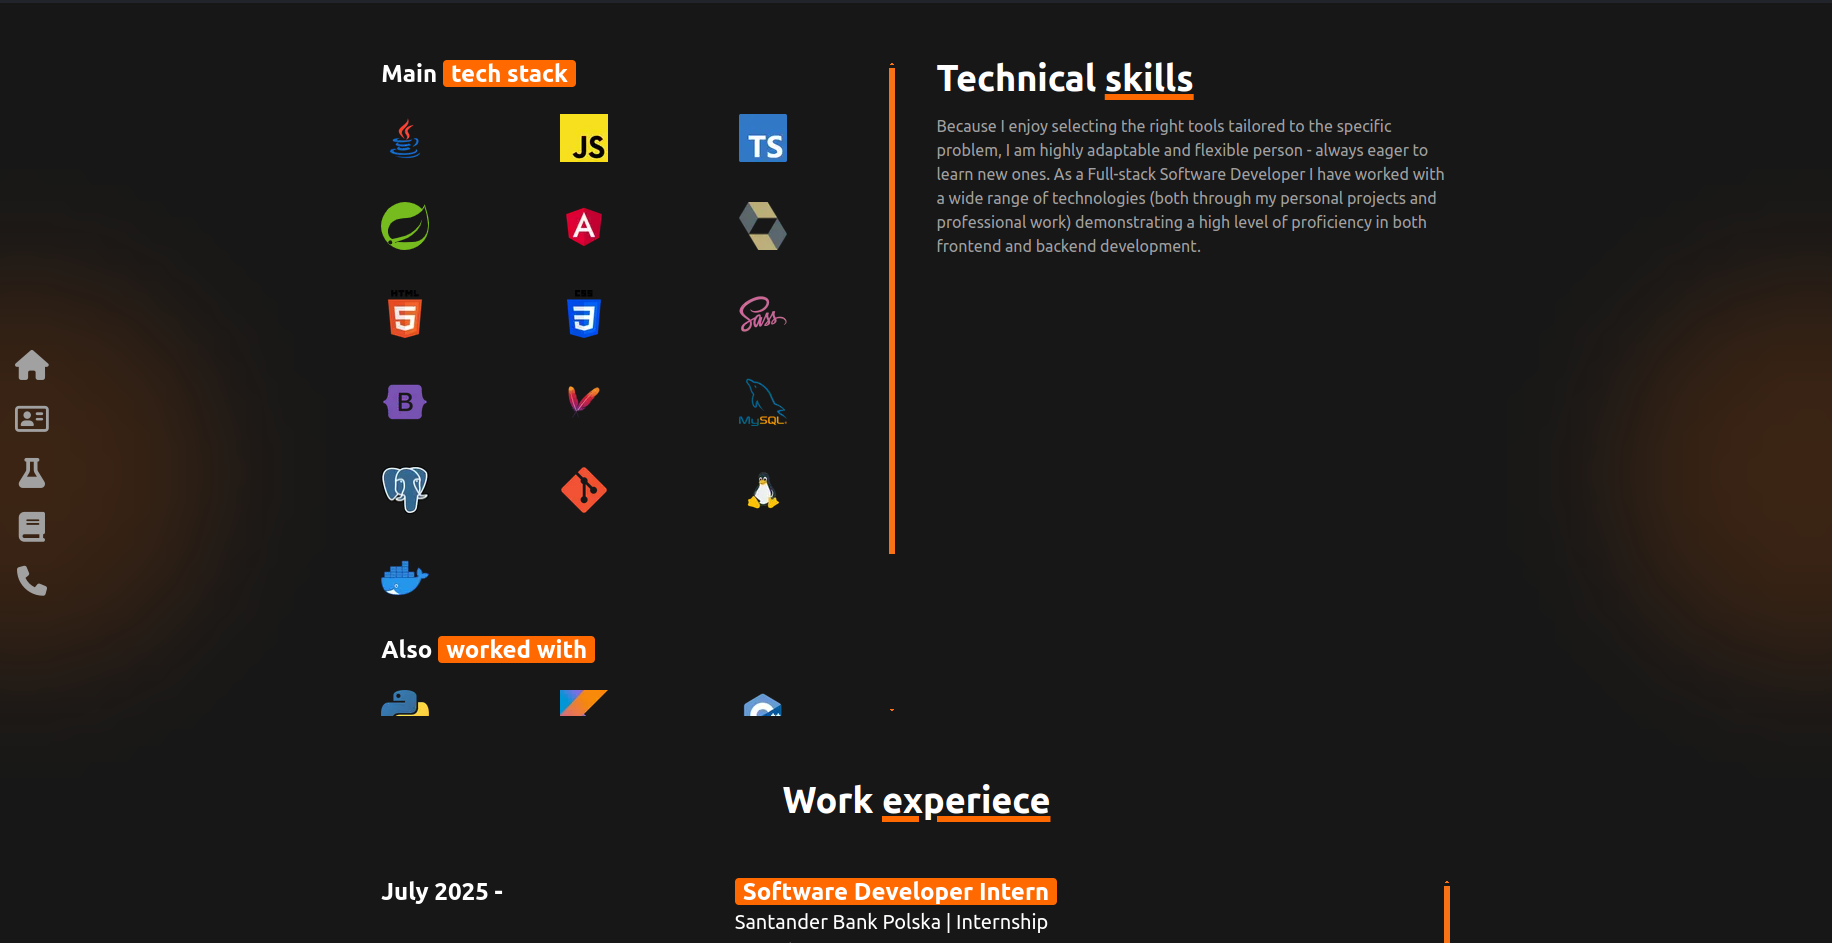 Main tech stack
JS
TS
A
HTML
5
CSS
3
Sass
B
MySQL
Also worked with
C
Technical skills
Because I enjoy selecting the right tools tailored to the specific
problem, I am highly adaptable and flexible person - always eager to
learn new ones. As a Full-stack Software Developer I have worked with
a wide range of technologies (both through my personal projects and
professional work) demonstrating a high level of proficiency in both
frontend and backend development.
Work experiece
July 2025 -
Software Developer Intern
Santander Bank Polska | Internship